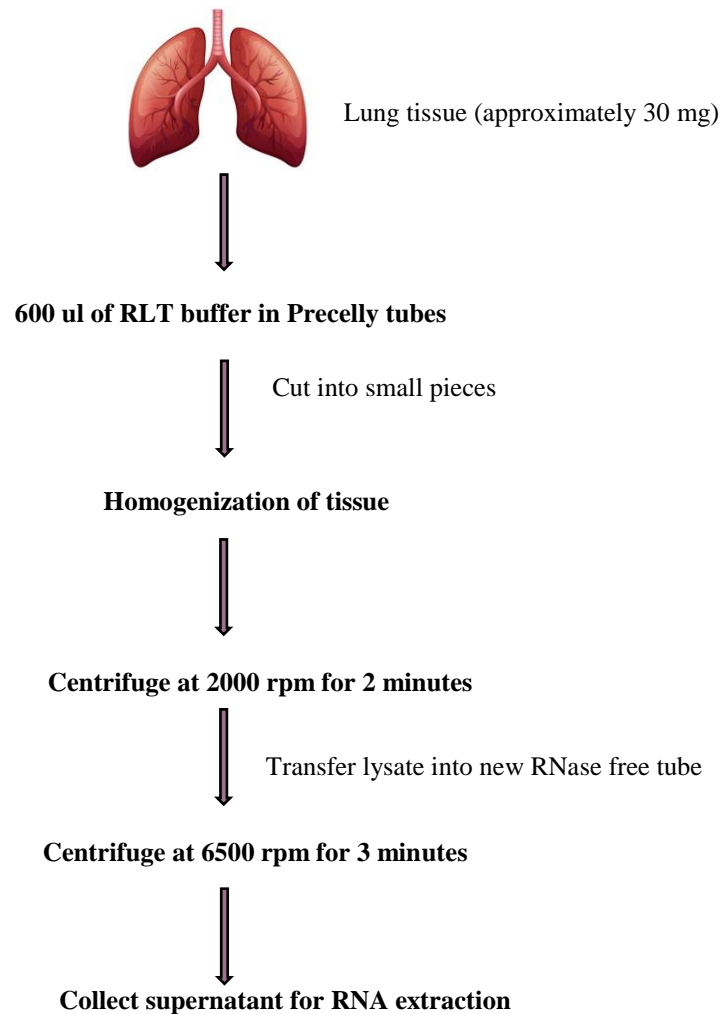 Lung tissue (approximately 30 mg)
600 ul of RLT buffer in Precelly tubes
Cut into small pieces
Homogenization of tissue
Centrifuge at 2000 rpm for 2 minutes
Transfer lysate into new RNase free tube
Centrifuge at 6500 rpm for 3 minutes
Collect supernatant for RNA extraction